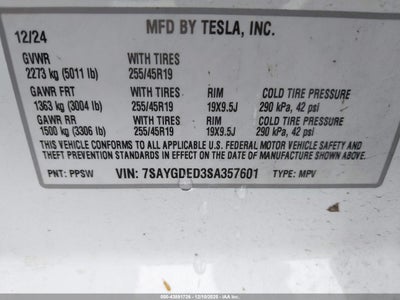 12/24 MFD BY TESLA, INC.
GVWR WITH TIRES
2273 kg (5011 lb) 255/45R19
GAWR FRT WITH TIRES RIM COLD TIRE PRESSURE
1363 kg (3004 lb) 255/45R19 19X9.5J 290 kPa, 42 psi
GAWR RR WITH TIRES RIM COLD TIRE PRESSURE
1500 kg (3306 lb) 255/45R19 19X9.5J 290 kPa, 42 psi
THIS VEHICLE CONFORMS TO ALL APPLICABLE U.S. FEDERAL MOTOR VEHICLE SAFETY AND
THEFT PREVENTION STANDARDS IN EFFECT ON THE DATE OF MANUFACTURE SHOWN ABOVE.
PNT: PPSW VIN: 7SAYGDED3SA357601 TYPE: MPV